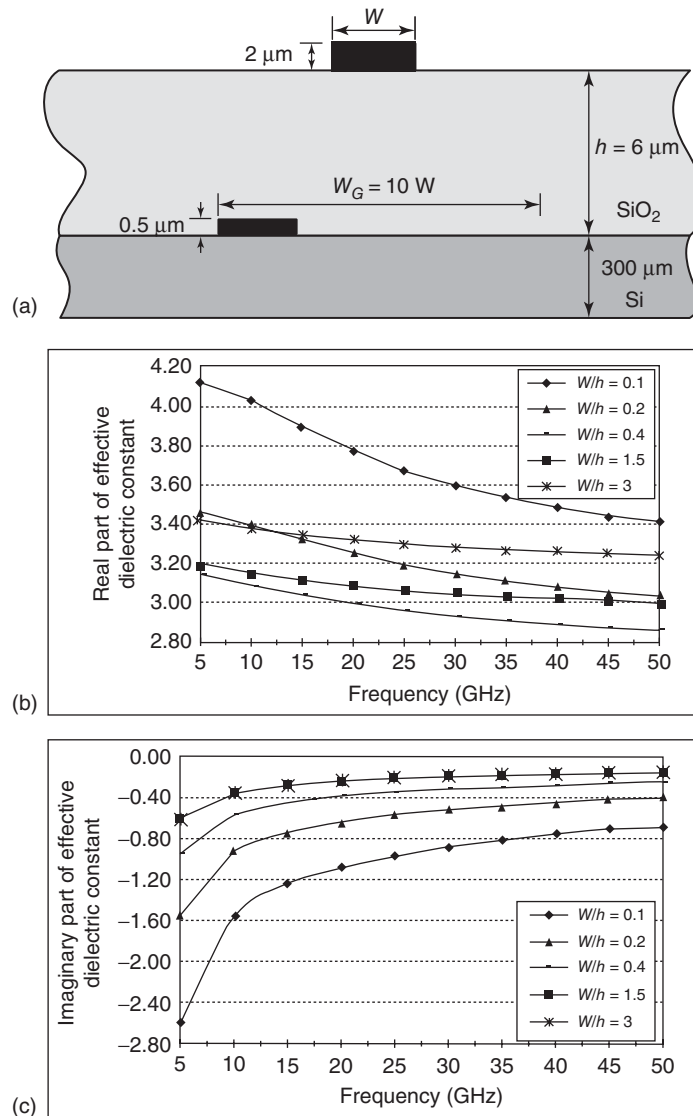 W
2 μm
h = 6 μm
W_G = 10 W
0.5 μm
SiO₂
300 μm
Si
(a)
4.20
4.00
3.80
3.60
3.40
3.20
3.00
2.80
Real part of effective
dielectric constant
W/h = 0.1
W/h = 0.2
W/h = 0.4
W/h = 1.5
W/h = 3
5 10 15 20 25 30 35 40 45 50
Frequency (GHz)
(b)
0.00
−0.40
−0.80
−1.20
−1.60
−2.00
−2.40
−2.80
Imaginary part of effective
dielectric constant
W/h = 0.1
W/h = 0.2
W/h = 0.4
W/h = 1.5
W/h = 3
5 10 15 20 25 30 35 40 45 50
Frequency (GHz)
(c)